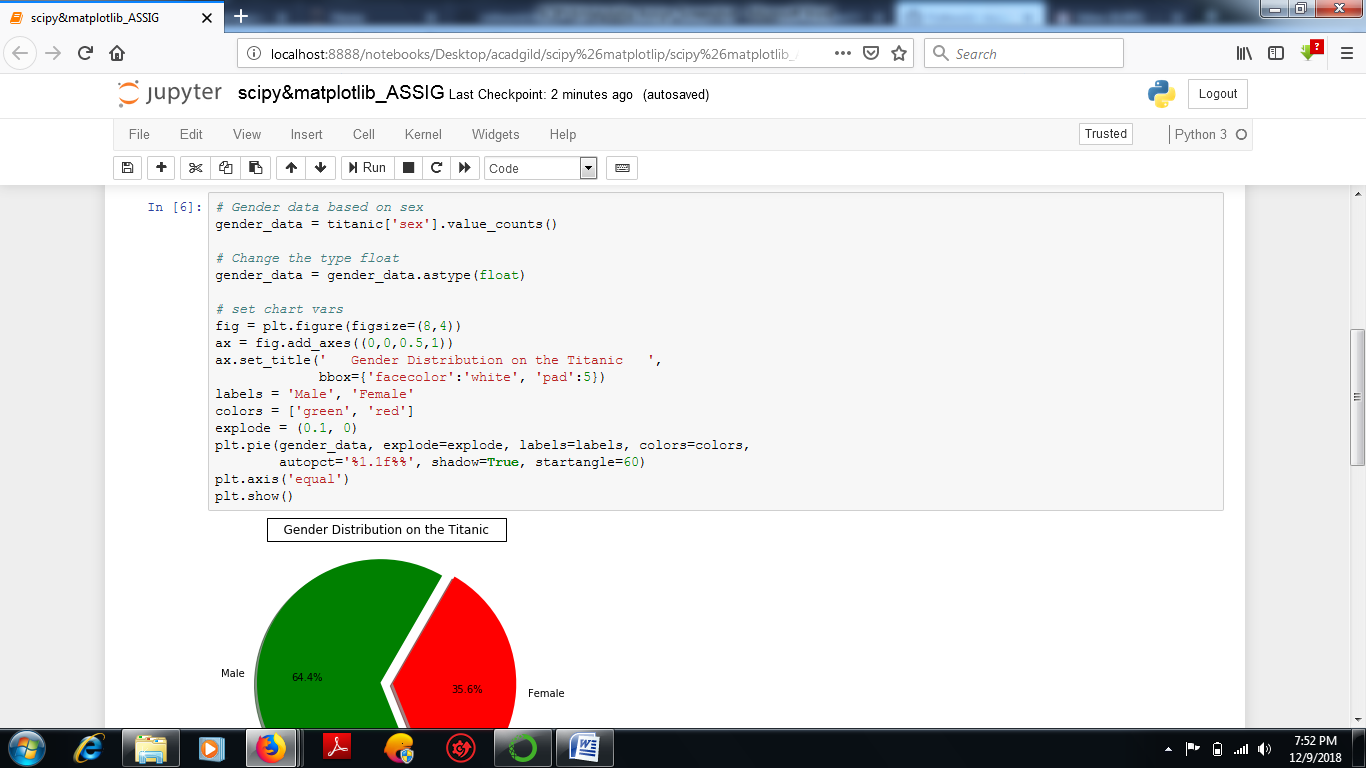 scipy&matplotlib_ASSIG
localhost:8888/notebooks/Desktop/acadgild/scipy%26matplotlip/scipy%26matplotlib_
Search
jupyter scipy&matplotlib_ASSIG Last Checkpoint: 2 minutes ago (autosaved)
Logout
File Edit View Insert Cell Kernel Widgets Help
Trusted
Python 3
Run
Code
In [6]:
# Gender data based on sex
gender_data = titanic['sex'].value_counts()
# Change the type float
gender_data = gender_data.astype(float)
# set chart vars
fig = plt.figure(figsize=(8,4))
ax = fig.add_axes((0,0,0.5,1))
ax.set_title('   Gender Distribution on the Titanic   ',
             bbox={'facecolor':'white', 'pad':5})
labels = 'Male', 'Female'
colors = ['green', 'red']
explode = (0.1, 0)
plt.pie(gender_data, explode=explode, labels=labels, colors=colors,
        autopct='%1.1f%%', shadow=True, startangle=60)
plt.axis('equal')
plt.show()
Gender Distribution on the Titanic
Male
64.4%
35.6%
Female
7:52 PM
12/9/2018